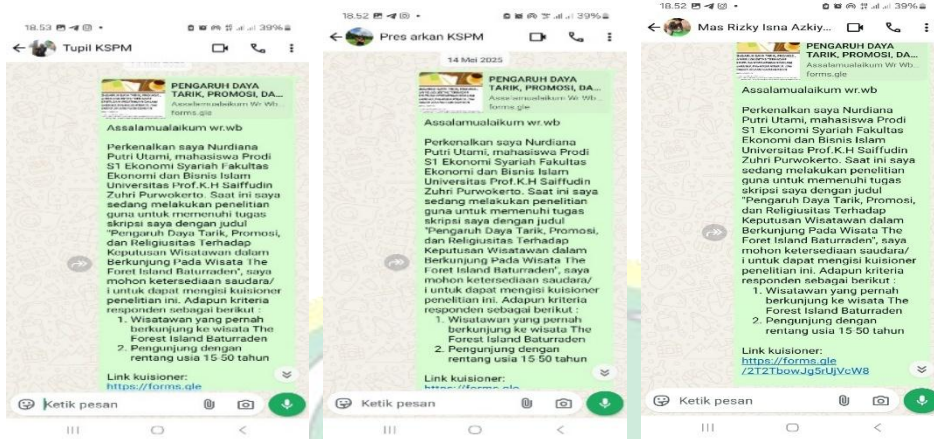 18.53
39%
Tupil KSPM
PENGARUH DAYA
TARIK, PROMOSI, DA...
Assalamualaikum Wr Wb...
forms.gle
Assalamualaikum wr.wb
Perkenalkan saya Nurdiana
Putri Utami, mahasiswa Prodi
S1 Ekonomi Syariah Fakultas
Ekonomi dan Bisnis Islam
Universitas Prof.K.H Saiffudin
Zuhri Purwokerto. Saat ini saya
sedang melakukan penelitian
guna untuk memenuhi tugas
skripsi saya dengan judul
"Pengaruh Daya Tarik, Promosi,
dan Religiusitas Terhadap
Keputusan Wisatawan dalam
Berkunjung Pada Wisata The
Foret Island Baturraden", saya
mohon ketersediaan saudara/
i untuk dapat mengisi kuisioner
penelitian ini. Adapun kriteria
responden sebagai berikut :
1. Wisatawan yang pernah
berkunjung ke wisata The
Forest Island Baturraden
2. Pengunjung dengan
rentang usia 15-50 tahun
Link kuisioner:
https://forms.gle
Ketik pesan
18.52
39%
Pres arkan KSPM
14 Mei 2025
PENGARUH DAYA
TARIK, PROMOSI, DA...
Assalamualaikum Wr Wb...
forms.gle
Assalamualaikum wr.wb
Perkenalkan saya Nurdiana
Putri Utami, mahasiswa Prodi
S1 Ekonomi Syariah Fakultas
Ekonomi dan Bisnis Islam
Universitas Prof.K.H Saiffudin
Zuhri Purwokerto. Saat ini saya
sedang melakukan penelitian
guna untuk memenuhi tugas
skripsi saya dengan judul
"Pengaruh Daya Tarik, Promosi,
dan Religiusitas Terhadap
Keputusan Wisatawan dalam
Berkunjung Pada Wisata The
Foret Island Baturraden", saya
mohon ketersediaan saudara/
i untuk dapat mengisi kuisioner
penelitian ini. Adapun kriteria
responden sebagai berikut :
1. Wisatawan yang pernah
berkunjung ke wisata The
Forest Island Baturraden
2. Pengunjung dengan
rentang usia 15-50 tahun
Link kuisioner:
https://forms.gle
Ketik pesan
18.52
39%
Mas Rizky Isna Azkiy...
PENGARUH DAYA
TARIK, PROMOSI, DA...
Assalamualaikum Wr Wb...
forms.gle
Assalamualaikum wr.wb
Perkenalkan saya Nurdiana
Putri Utami, mahasiswa Prodi
S1 Ekonomi Syariah Fakultas
Ekonomi dan Bisnis Islam
Universitas Prof.K.H Saiffudin
Zuhri Purwokerto. Saat ini saya
sedang melakukan penelitian
guna untuk memenuhi tugas
skripsi saya dengan judul
"Pengaruh Daya Tarik, Promosi,
dan Religiusitas Terhadap
Keputusan Wisatawan dalam
Berkunjung Pada Wisata The
Foret Island Baturraden", saya
mohon ketersediaan saudara/
i untuk dapat mengisi kuisioner
penelitian ini. Adapun kriteria
responden sebagai berikut :
1. Wisatawan yang pernah
berkunjung ke wisata The
Forest Island Baturraden
2. Pengunjung dengan
rentang usia 15-50 tahun
Link kuisioner:
https://forms.gle
/2T2TbowJg5rUjVcW8
Ketik pesan